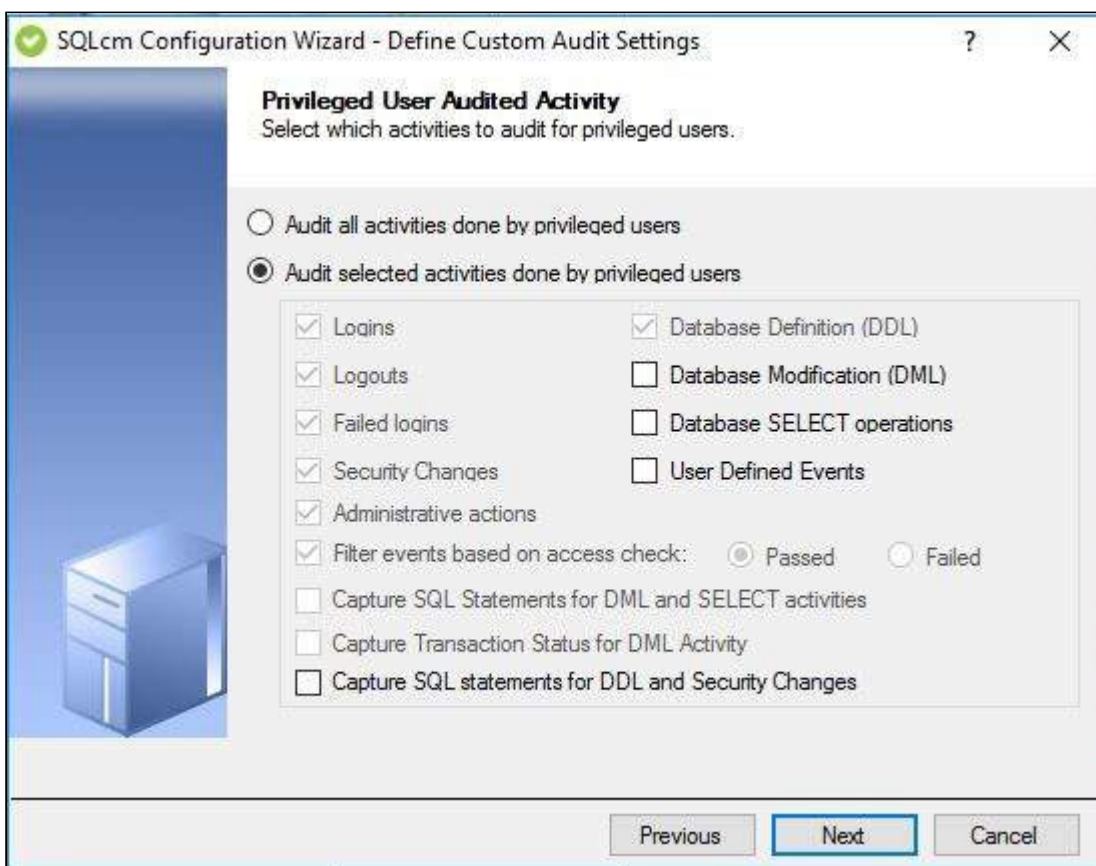 SQLcm Configuration Wizard - Define Custom Audit Settings
?
Privileged User Audited Activity
Select which activities to audit for privileged users.
Audit all activities done by privileged users
Audit selected activities done by privileged users
Logins
Database Definition (DDL)
Logouts
Database Modification (DML)
Failed logins
Database SELECT operations
Security Changes
User Defined Events
Administrative actions
Filter events based on access check:
Passed
Failed
Capture SQL Statements for DML and SELECT activities
Capture Transaction Status for DML Activity
Capture SQL statements for DDL and Security Changes
Previous
Next
Cancel